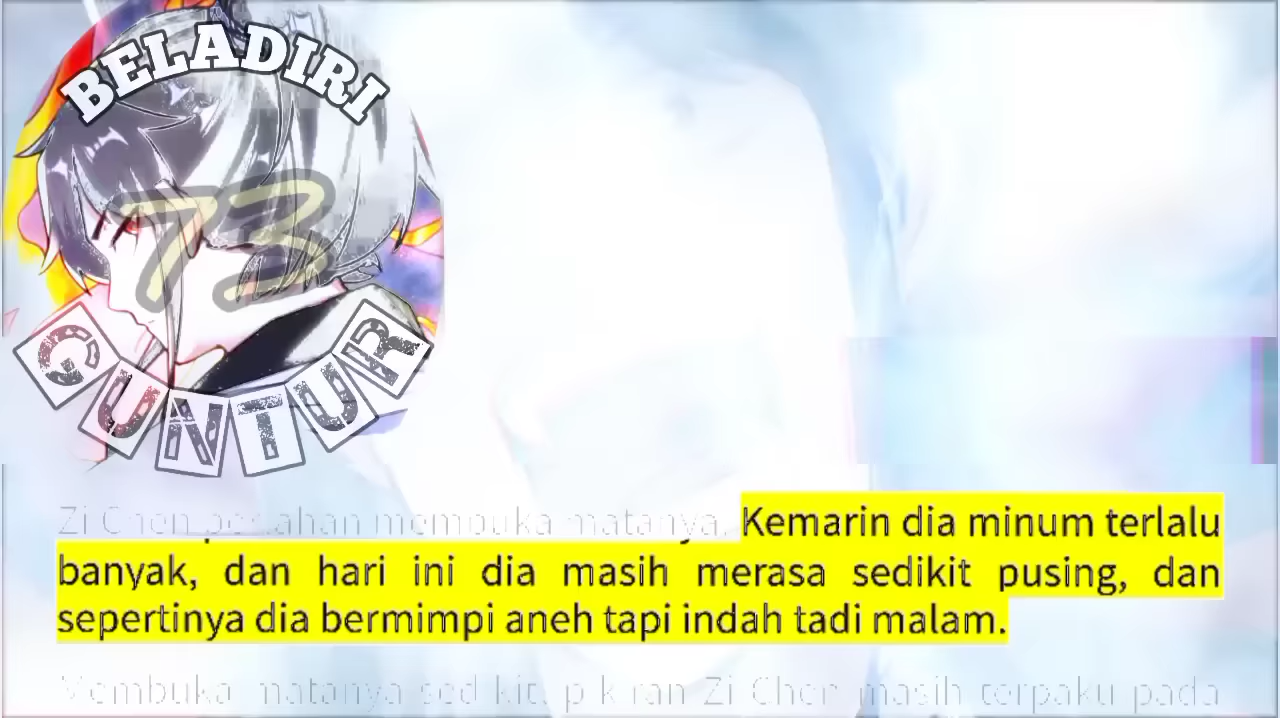 BELADIRI
73
GUNTUR
Zi Chen perlahan membuka matanya. Kemarin dia minum terlalu
banyak, dan hari ini dia masih merasa sedikit pusing, dan
sepertinya dia bermimpi aneh tapi indah tadi malam.
Membuka matanya sedikit, pikiran Zi Chen masih terpaku pada